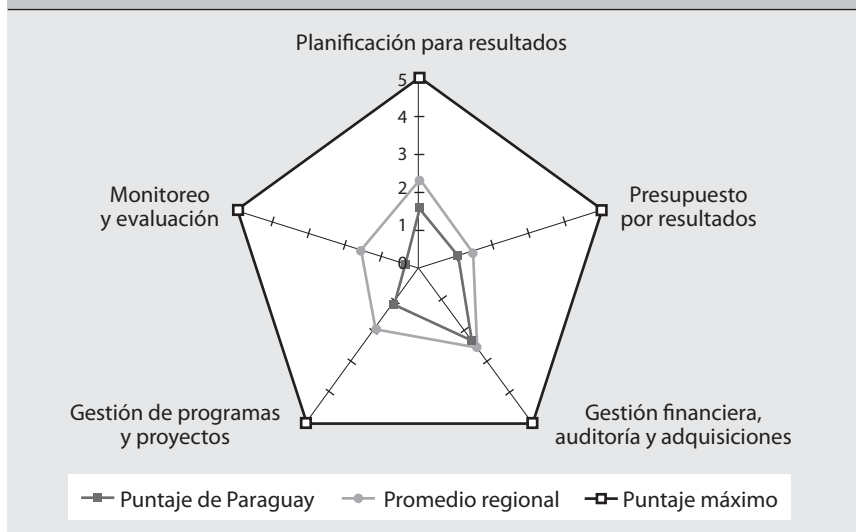 Planificación para resultados
5
4
3
2
1
0
Monitoreo
y evaluación
Presupuesto
por resultados
Gestión de programas
y proyectos
Gestión financiera,
auditoría y adquisiciones
Puntaje de Paraguay
Promedio regional
Puntaje máximo